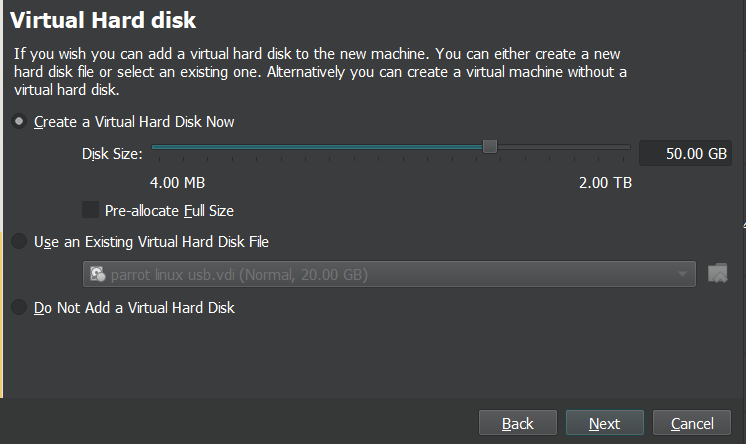 Virtual Hard disk
If you wish you can add a virtual hard disk to the new machine. You can either create a new
hard disk file or select an existing one. Alternatively you can create a virtual machine without a
virtual hard disk.
Create a Virtual Hard Disk Now
Disk Size:
50.00 GB
4.00 MB
2.00 TB
Pre-allocate Full Size
Use an Existing Virtual Hard Disk File
parrot linux usb.vdi (Normal, 20.00 GB)
Do Not Add a Virtual Hard Disk
Back
Next
Cancel